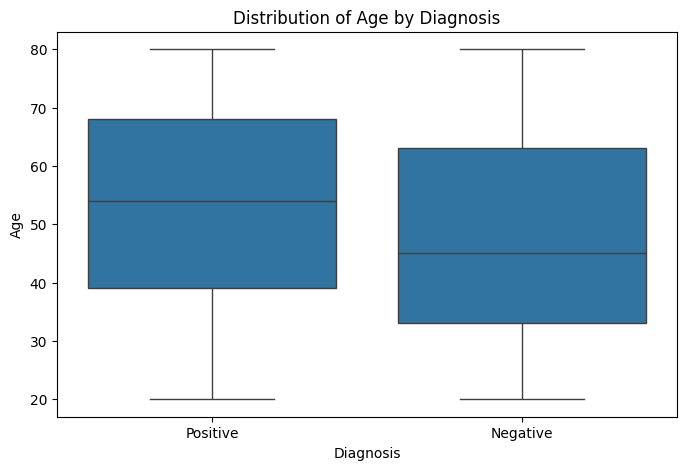 Distribution of Age by Diagnosis
80
70
60
50
40
30
20
Age
Positive
Negative
Diagnosis